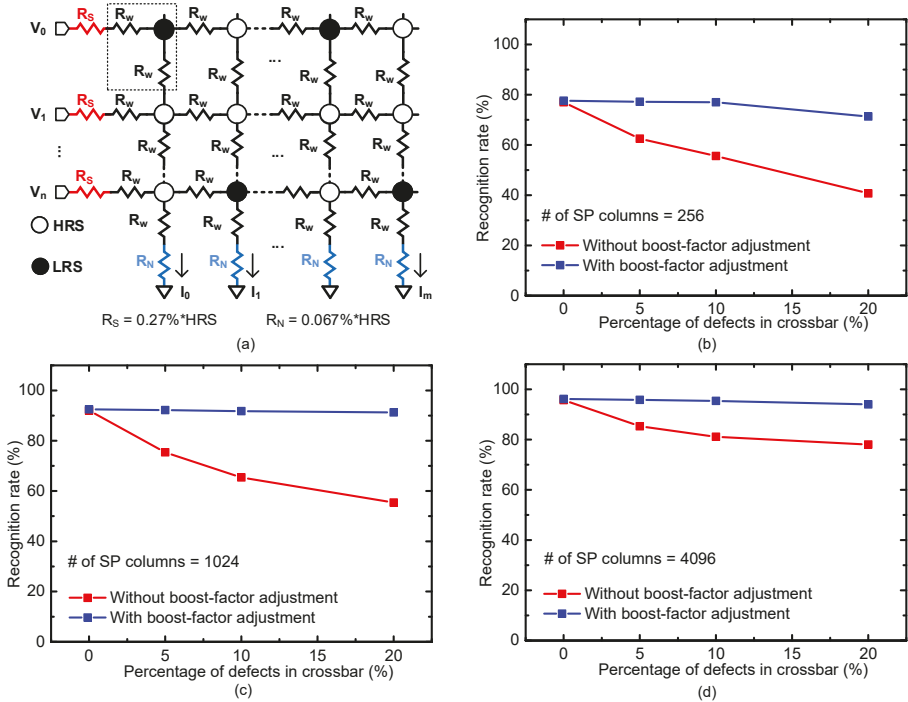 V0 RS Rw Rw Rw Rw
Rw Rw ... Rw Rw
V1 RS Rw Rw Rw Rw
⋮ Rw Rw ... Rw Rw
Vn RS Rw Rw Rw Rw
HRS Rw Rw ... Rw Rw
LRS RN RN ... RN RN
I0 I1 Im
RS = 0.27%*HRS RN = 0.067%*HRS
(a)
Recognition rate (%)
100
80
60
40
20
0
# of SP columns = 256
Without boost-factor adjustment
With boost-factor adjustment
0 5 10 15 20
Percentage of defects in crossbar (%)
(b)
Recognition rate (%)
100
80
60
40
20
0
# of SP columns = 1024
Without boost-factor adjustment
With boost-factor adjustment
0 5 10 15 20
Percentage of defects in crossbar (%)
(c)
Recognition rate (%)
100
80
60
40
20
0
# of SP columns = 4096
Without boost-factor adjustment
With boost-factor adjustment
0 5 10 15 20
Percentage of defects in crossbar (%)
(d)